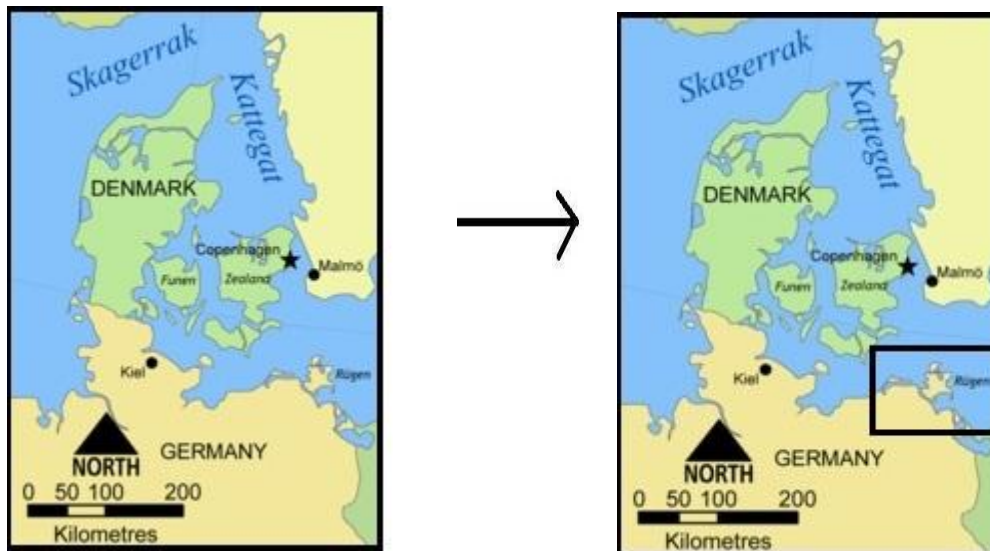 Skagerrak
Kattegat
DENMARK
Copenhagen
Malmö
Funen
Zealand
Kiel
Rügen
GERMANY
NORTH
0 50 100 200
Kilometres
Skagerrak
Kattegat
DENMARK
Copenhagen
Malmö
Funen
Zealand
Kiel
Rügen
GERMANY
NORTH
0 50 100 200
Kilometres